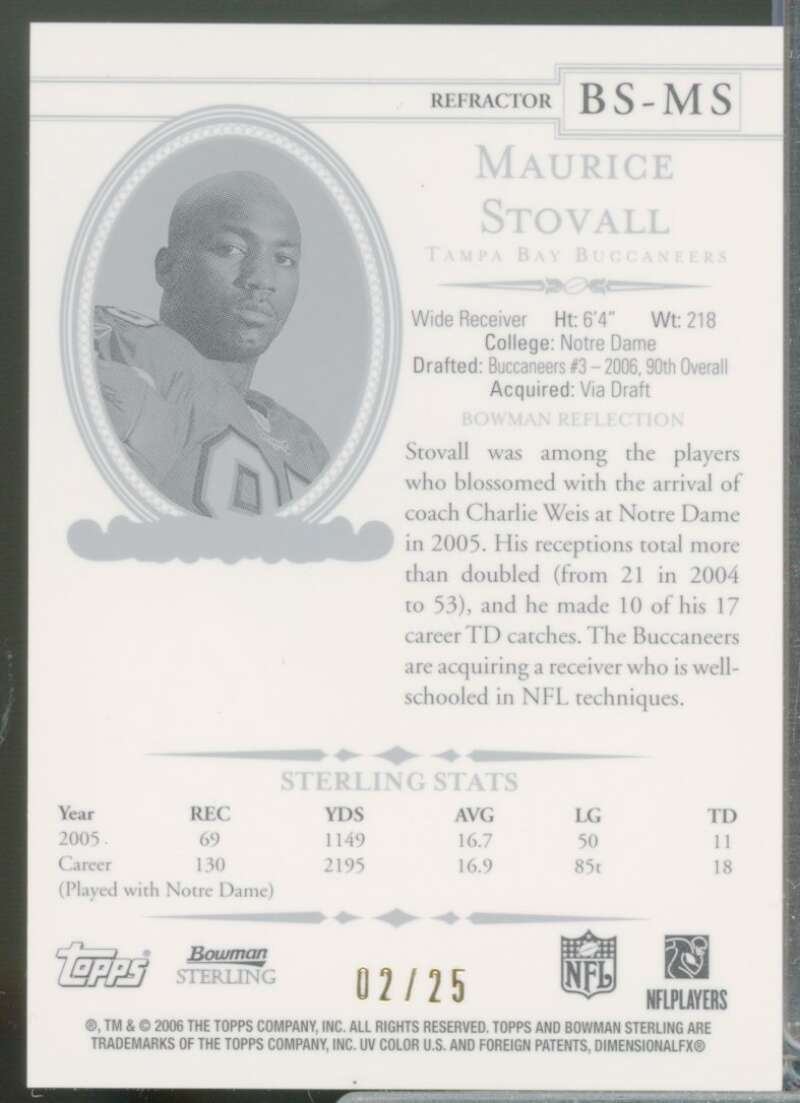 REFRACTOR BS-MS
MAURICE
STOVALL
TAMPA BAY BUCCANEERS
Wide Receiver Ht: 6'4" Wt: 218
College: Notre Dame
Drafted: Buccaneers #3 – 2006, 90th Overall
Acquired: Via Draft
BOWMAN REFLECTION
Stovall was among the players
who blossomed with the arrival of
coach Charlie Weis at Notre Dame
in 2005. His receptions total more
than doubled (from 21 in 2004
to 53), and he made 10 of his 17
career TD catches. The Buccaneers
are acquiring a receiver who is well-
schooled in NFL techniques.
STERLING STATS
Year REC YDS AVG LG TD
2005 69 1149 16.7 50 11
Career 130 2195 16.9 85t 18
(Played with Notre Dame)
Topps® Bowman STERLING 02/25 NFL NFLPLAYERS
®, TM & © 2006 THE TOPPS COMPANY, INC. ALL RIGHTS RESERVED. TOPPS AND BOWMAN STERLING ARE
TRADEMARKS OF THE TOPPS COMPANY, INC. UV COLOR U.S. AND FOREIGN PATENTS, DIMENSIONALFX®